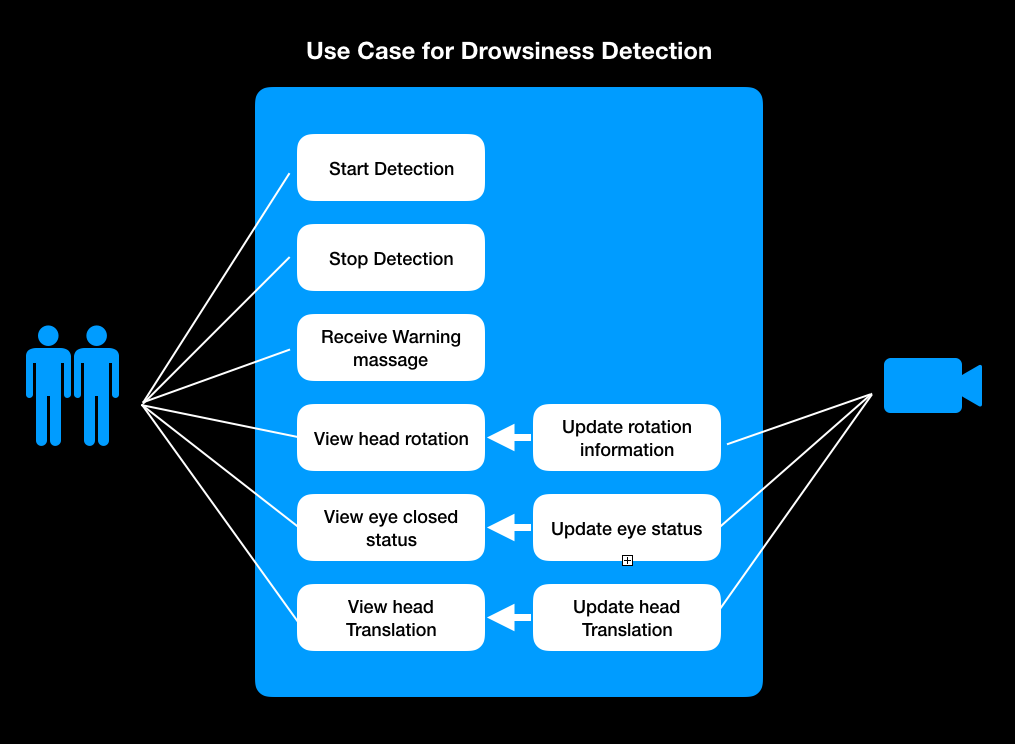 Use Case for Drowsiness Detection
Start Detection
Stop Detection
Receive Warning
massage
View head rotation
Update rotation
information
View eye closed
status
Update eye status
View head
Translation
Update head
Translation